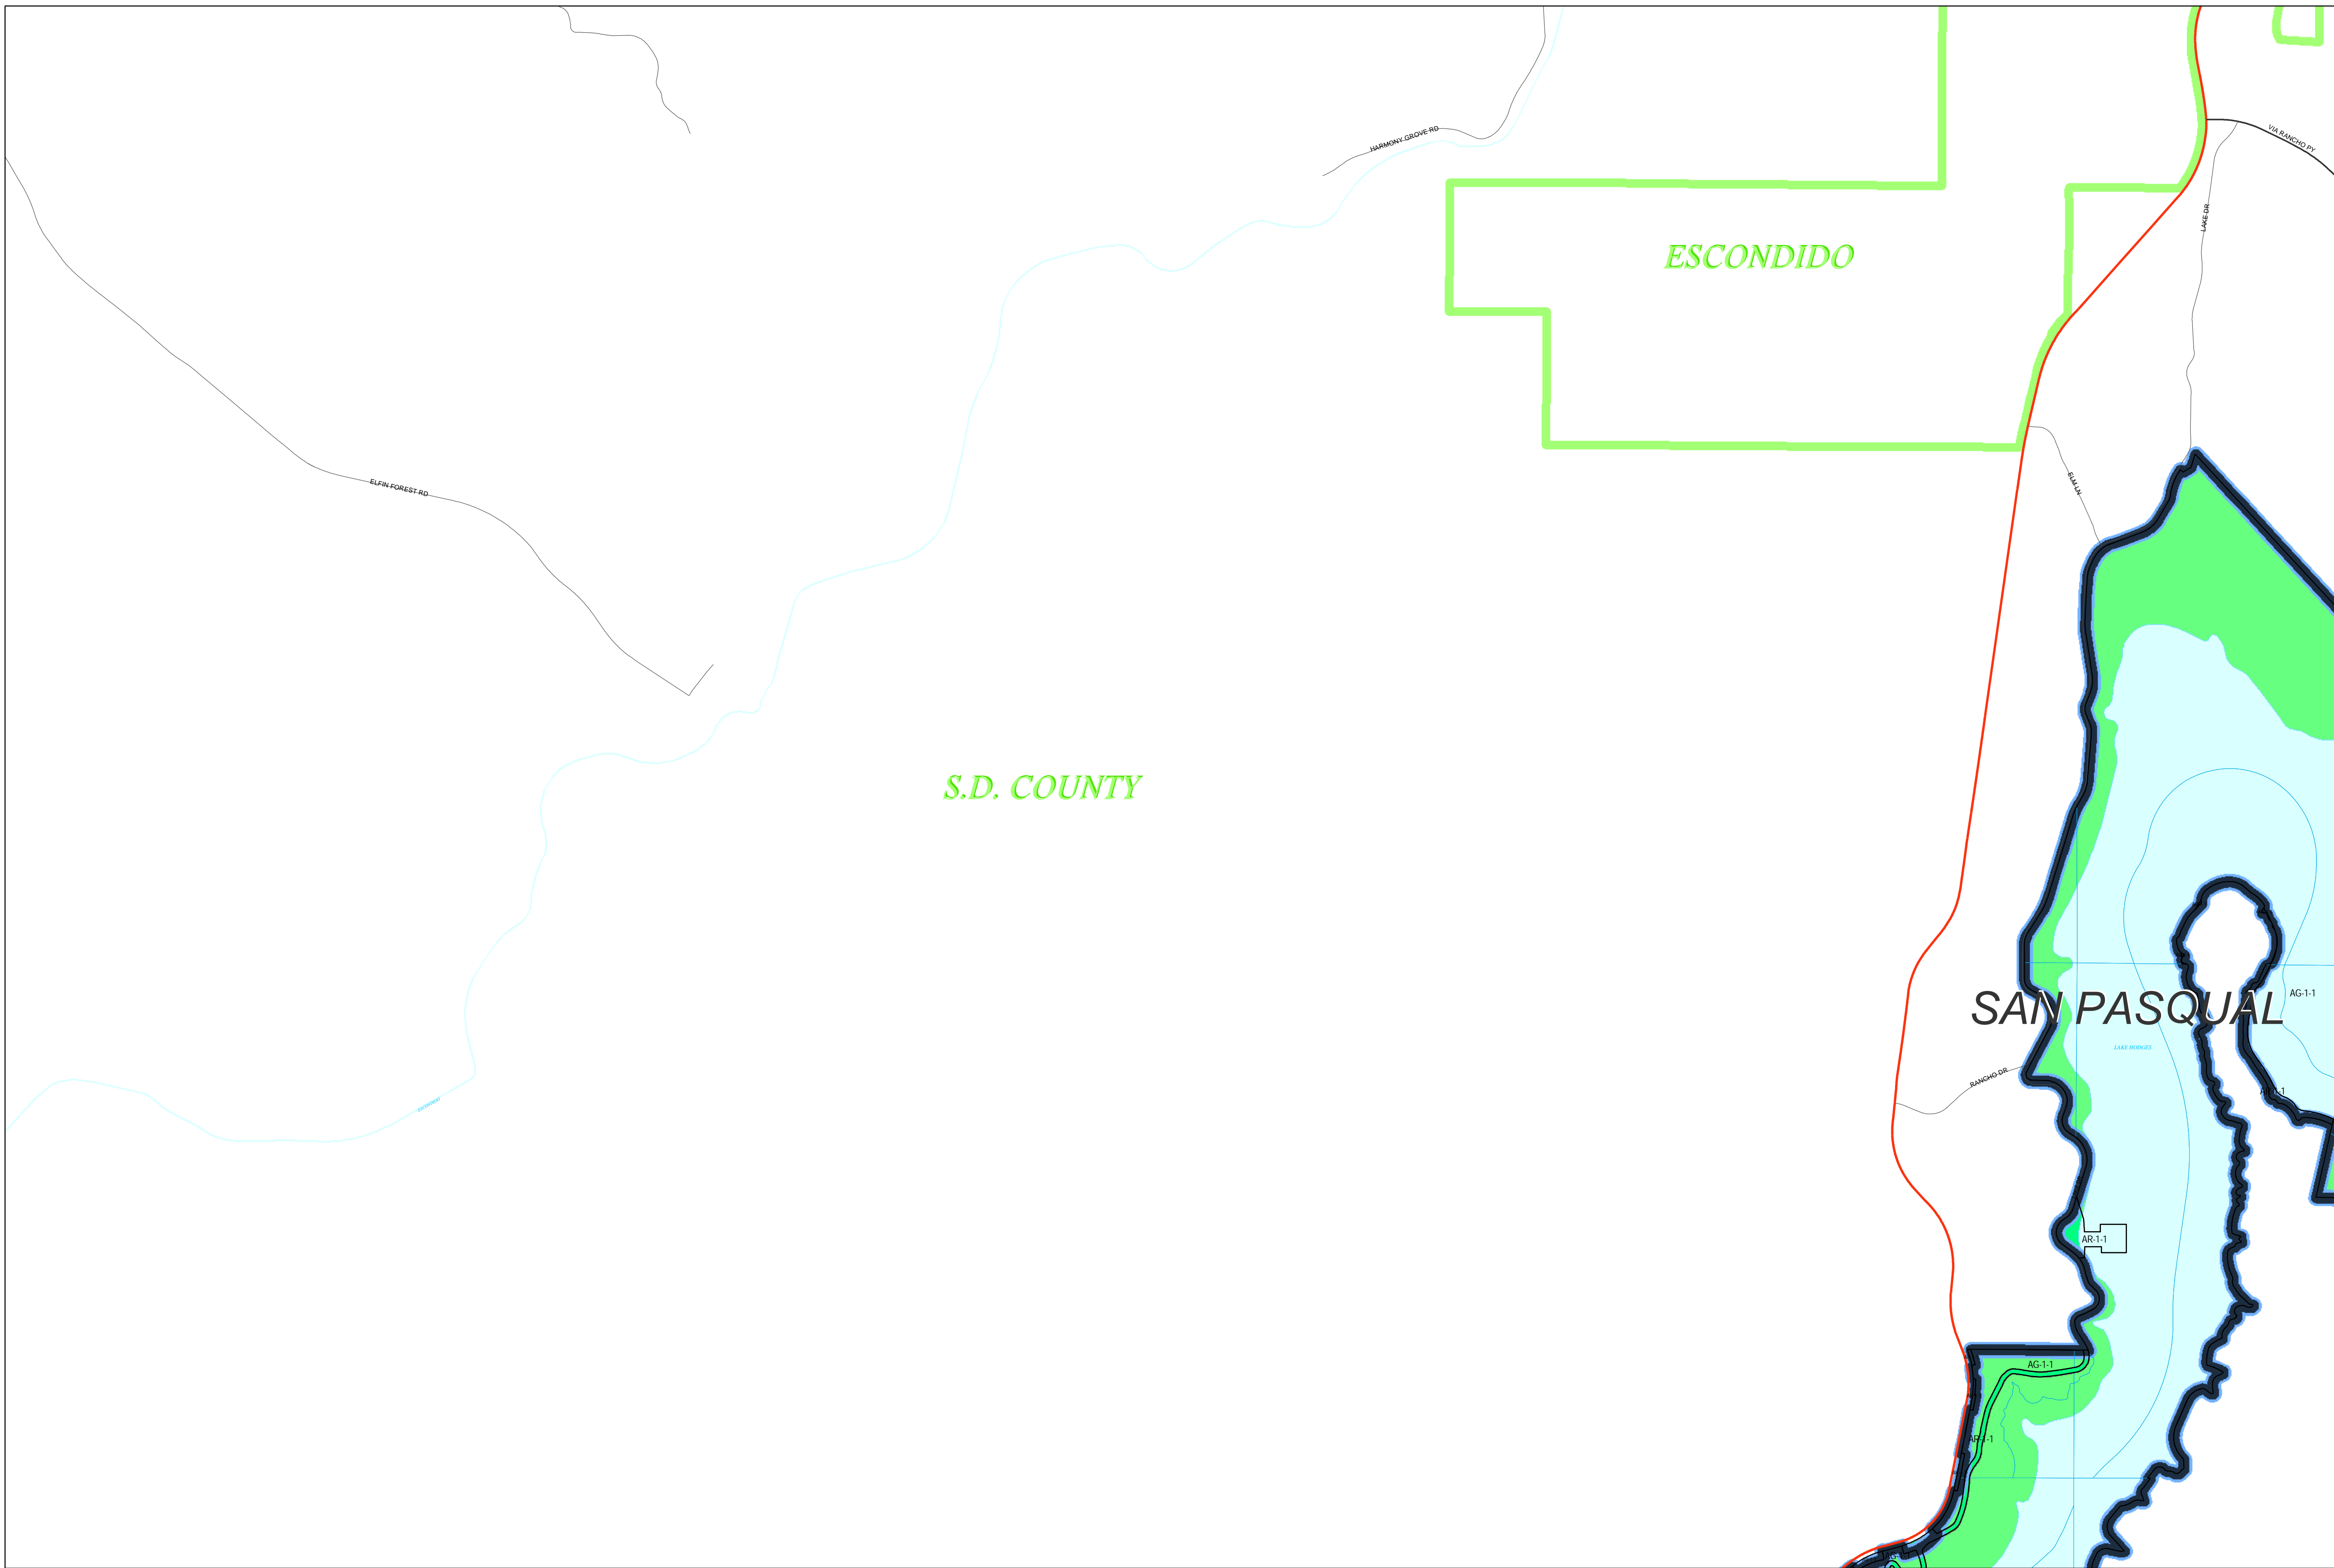 HARMONY GROVE RD
VIA RANCHO PY
LAKE DR
ESCONDIDO
ELM LN
ELFIN FOREST RD
S.D. COUNTY
AG-1-1
SAN PASQUAL
LAKE HODGES
RANCHO DR
AR-1-1
AG-1-1
AR-1-1